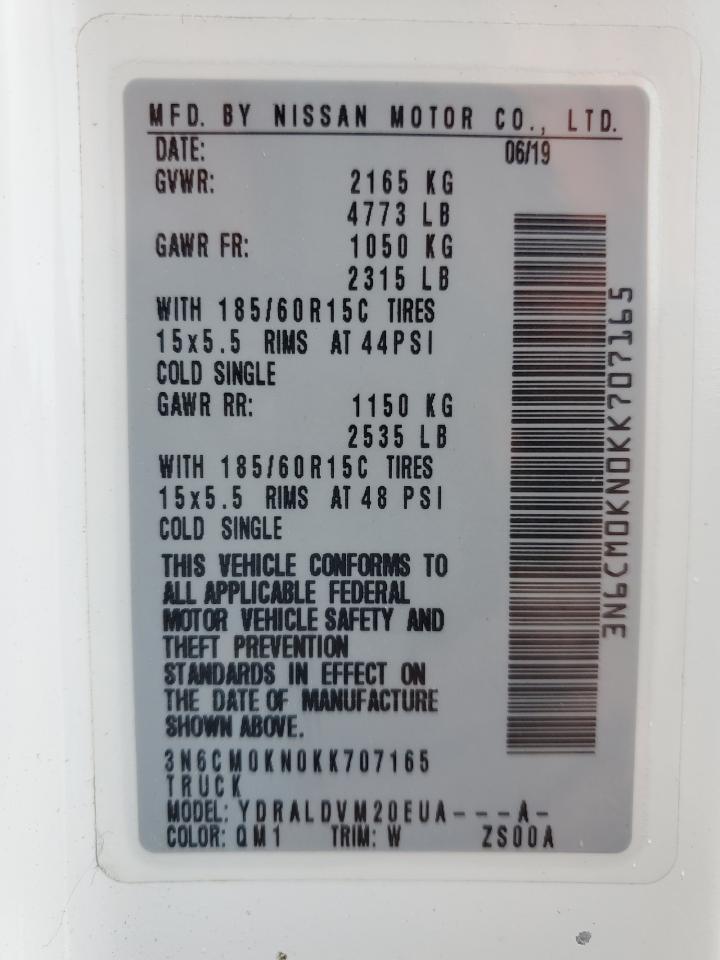 MFD. BY NISSAN MOTOR CO., LTD.
DATE: 06/19
GVWR: 2165 KG
4773 LB
GAWR FR: 1050 KG
2315 LB
WITH 185/60R15C TIRES
15x5.5 RIMS AT 44PSI
COLD SINGLE
GAWR RR: 1150 KG
2535 LB
WITH 185/60R15C TIRES
15x5.5 RIMS AT 48 PSI
COLD SINGLE
THIS VEHICLE CONFORMS TO
ALL APPLICABLE FEDERAL
MOTOR VEHICLE SAFETY AND
THEFT PREVENTION
STANDARDS IN EFFECT ON
THE DATE OF MANUFACTURE
SHOWN ABOVE.
3N6CM0KN0KK707165
TRUCK
MODEL: YDRALDVM20EUA---A-
COLOR: QM1 TRIM: W ZS00A
3N6CM0KN0KK707165